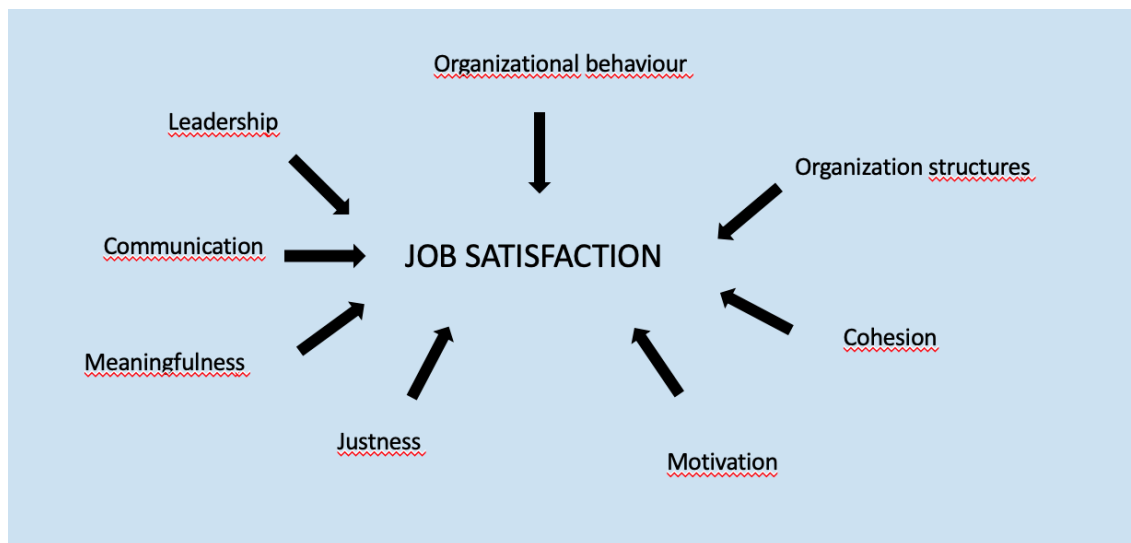 Organizational behaviour
Leadership
Organization structures
Communication
JOB SATISFACTION
Cohesion
Meaningfulness
Justness
Motivation